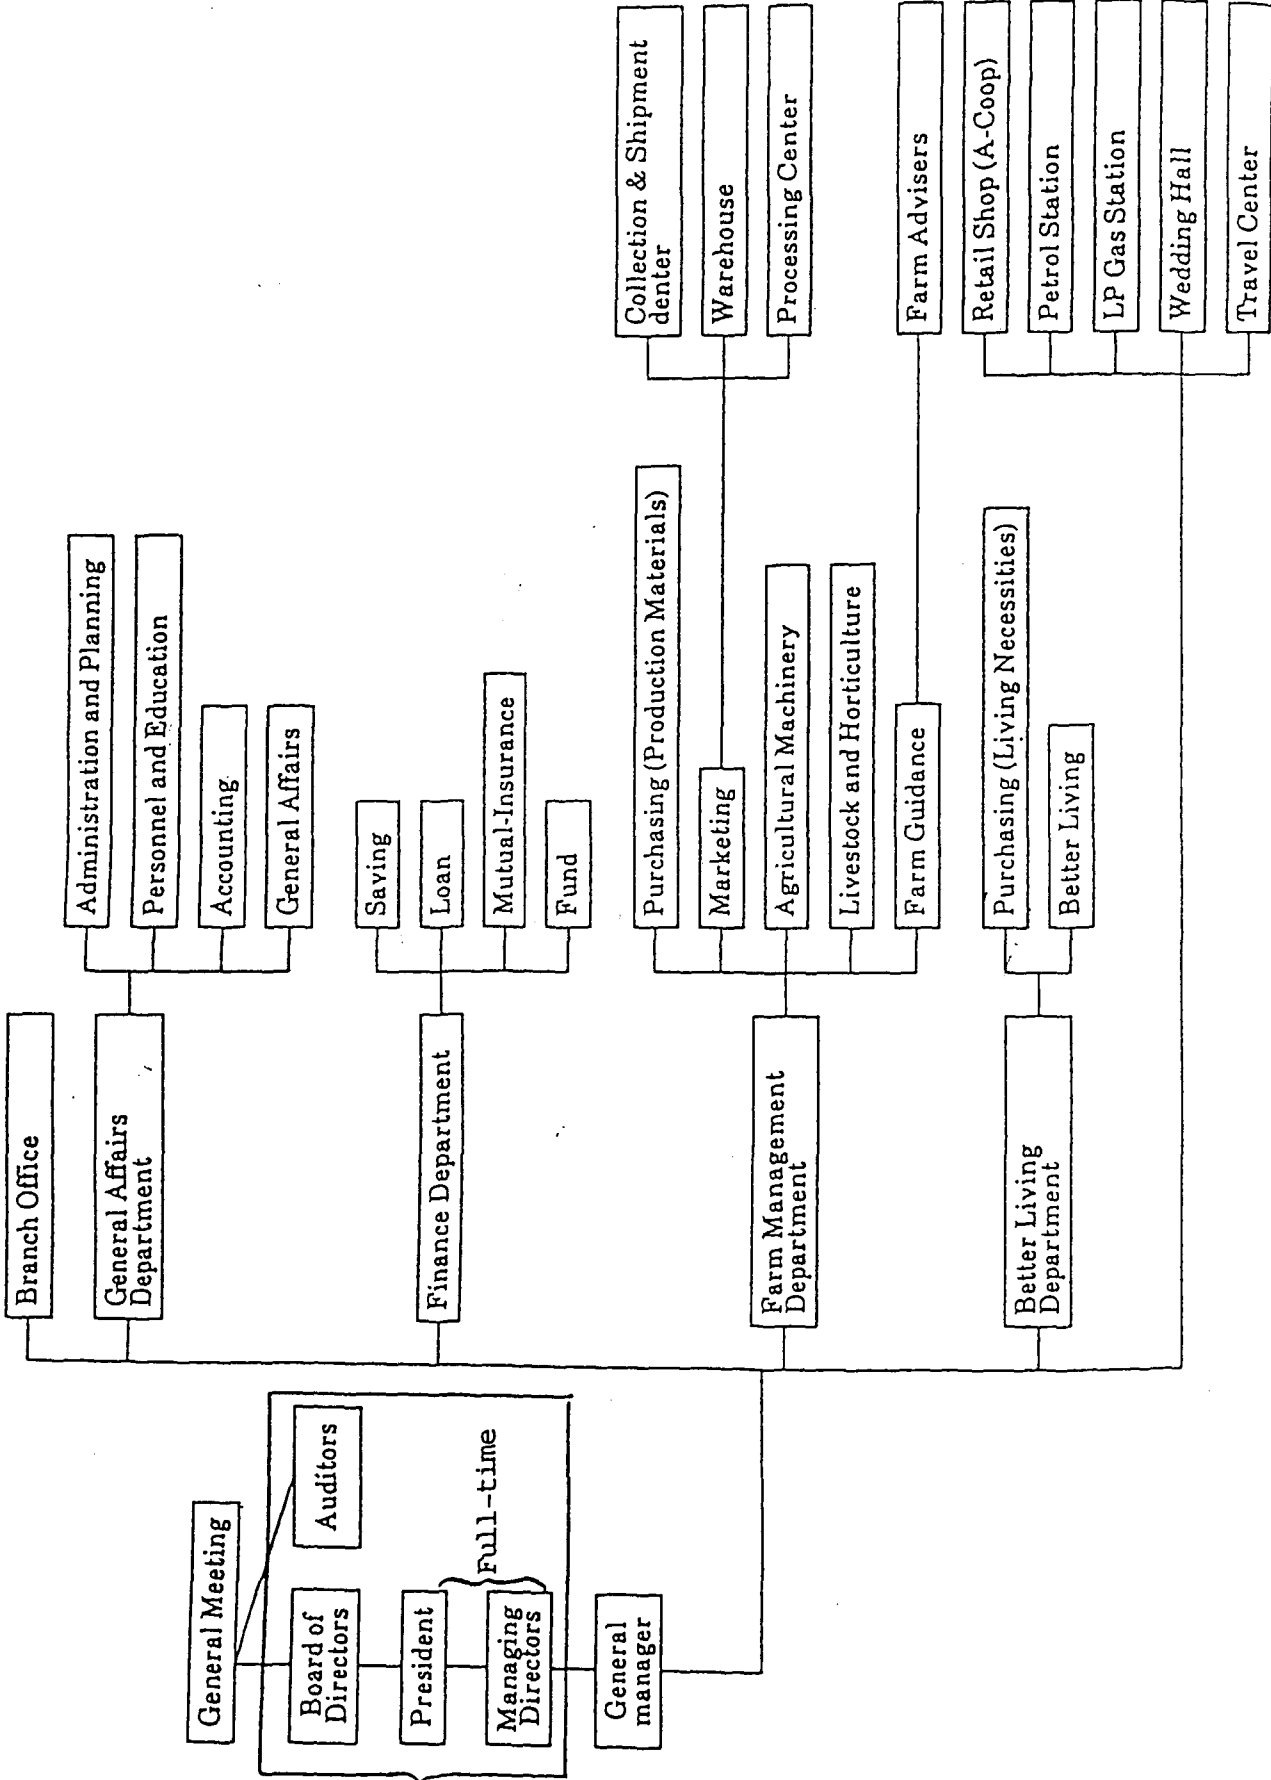 General Meeting
Auditors
Board of
Directors
President
Full-time
Managing
Directors
General
manager
Branch Office
General Affairs
Department
Administration and Planning
Personnel and Education
Accounting
General Affairs
Finance Department
Saving
Loan
Mutual-Insurance
Fund
Farm Management
Department
Purchasing (Production Materials)
Marketing
Agricultural Machinery
Livestock and Horticulture
Farm Guidance
Collection & Shipment
denter
Warehouse
Processing Center
Farm Advisers
Better Living
Department
Purchasing (Living Necessities)
Better Living
Retail Shop (A-Coop)
Petrol Station
LP Gas Station
Wedding Hall
Travel Center